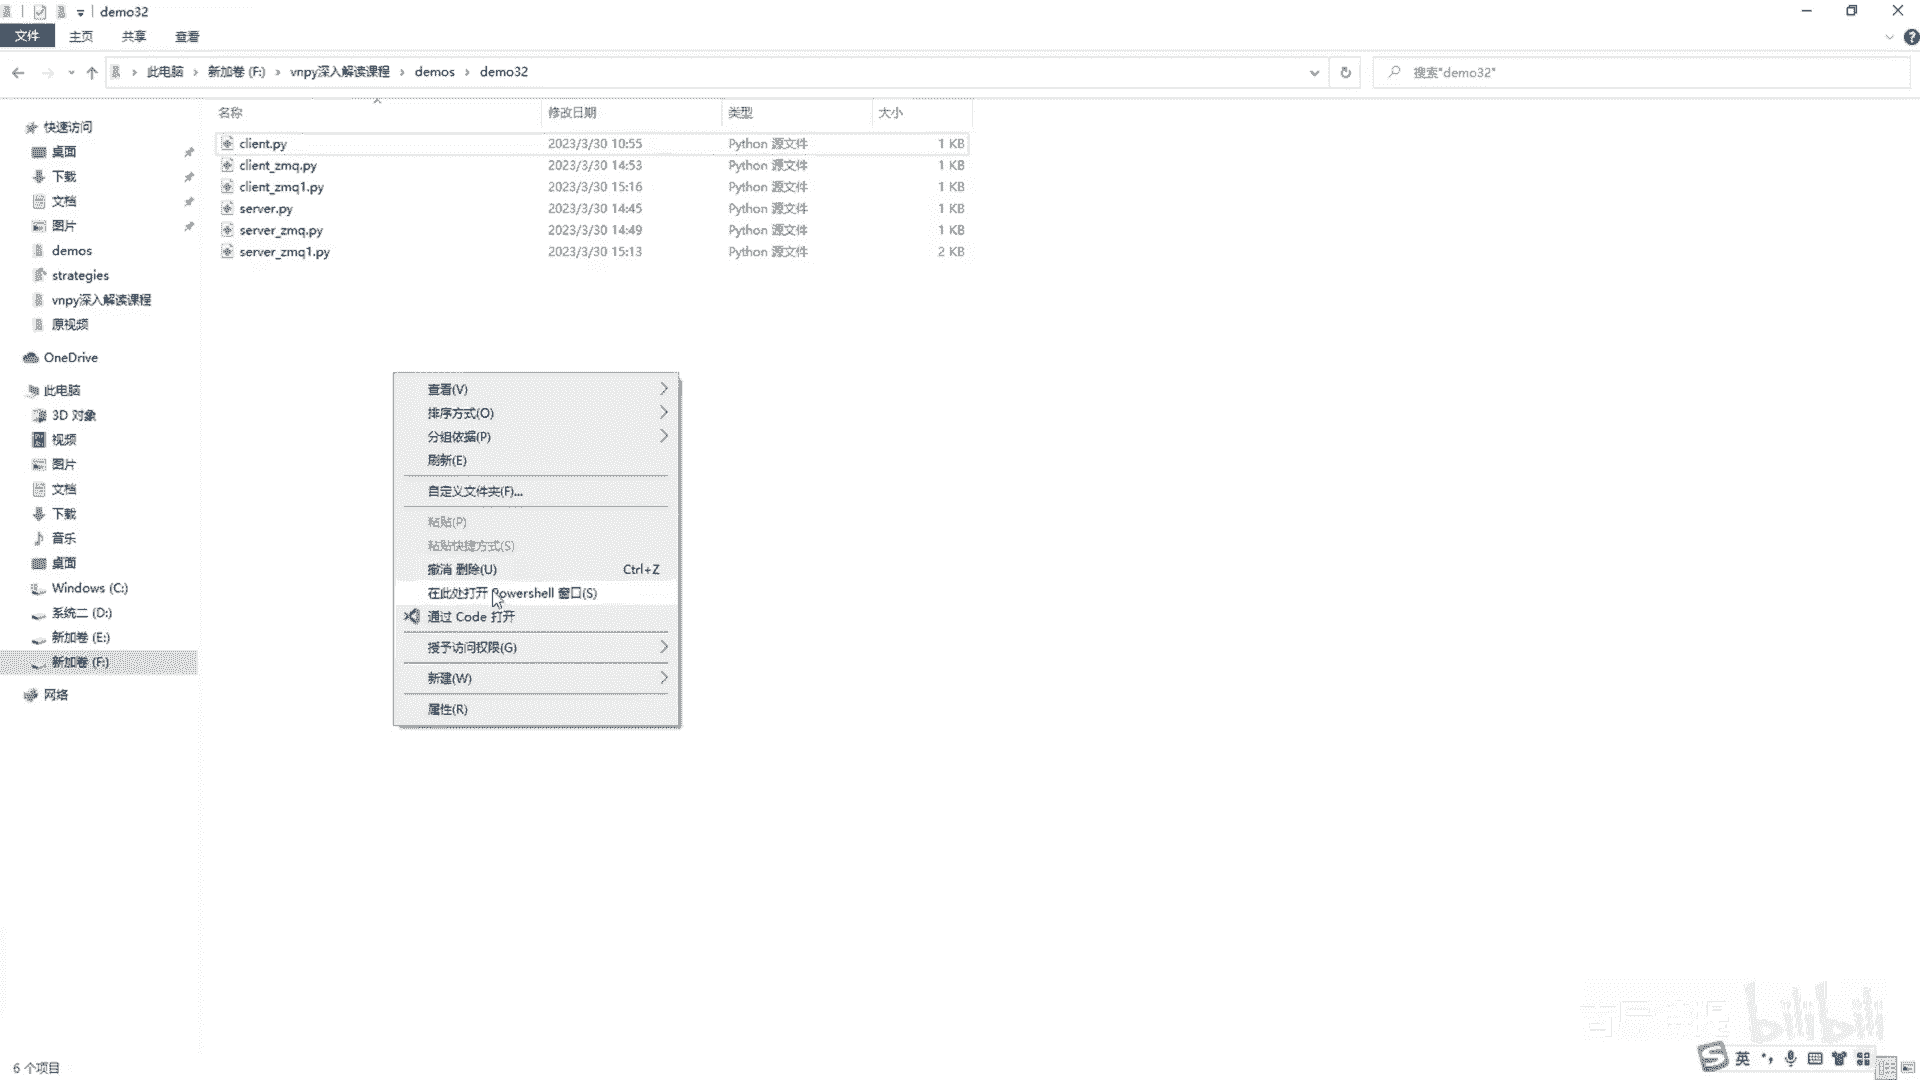 demo32
文件 主页 共享 查看
此电脑 › 新加卷 (F:) › vnpy深入解读课程 › demos › demo32
搜索"demo32"
名称 修改日期 类型 大小
client.py 2023/3/30 10:55 Python 源文件 1 KB
client_zmq.py 2023/3/30 14:53 Python 源文件 1 KB
client_zmq1.py 2023/3/30 15:16 Python 源文件 1 KB
server.py 2023/3/30 14:45 Python 源文件 1 KB
server_zmq.py 2023/3/30 14:49 Python 源文件 1 KB
server_zmq1.py 2023/3/30 15:13 Python 源文件 2 KB
快速访问
桌面
下载
文档
图片
demos
strategies
vnpy深入解读课程
原视频
OneDrive
此电脑
3D 对象
视频
图片
文档
下载
音乐
桌面
Windows (C:)
系统二 (D:)
新加卷 (E:)
新加卷 (F:)
网络
查看(V)
排序方式(O)
分组依据(P)
刷新(E)
自定义文件夹(F)...
粘贴(P)
粘贴快捷方式(S)
撤消 删除(U) Ctrl+Z
在此处打开 Powershell 窗口(S)
通过 Code 打开
授予访问权限(G)
新建(W)
属性(R)
bilibili
英
6 个项目